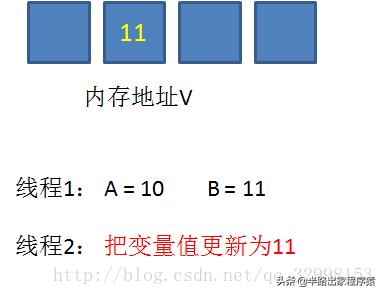 11
内存地址V
线程1： A = 10 B = 11
线程2： 把变量值更新为11
http://blog.csdn.net/qq_32998153
头条 @半路出家程序猿